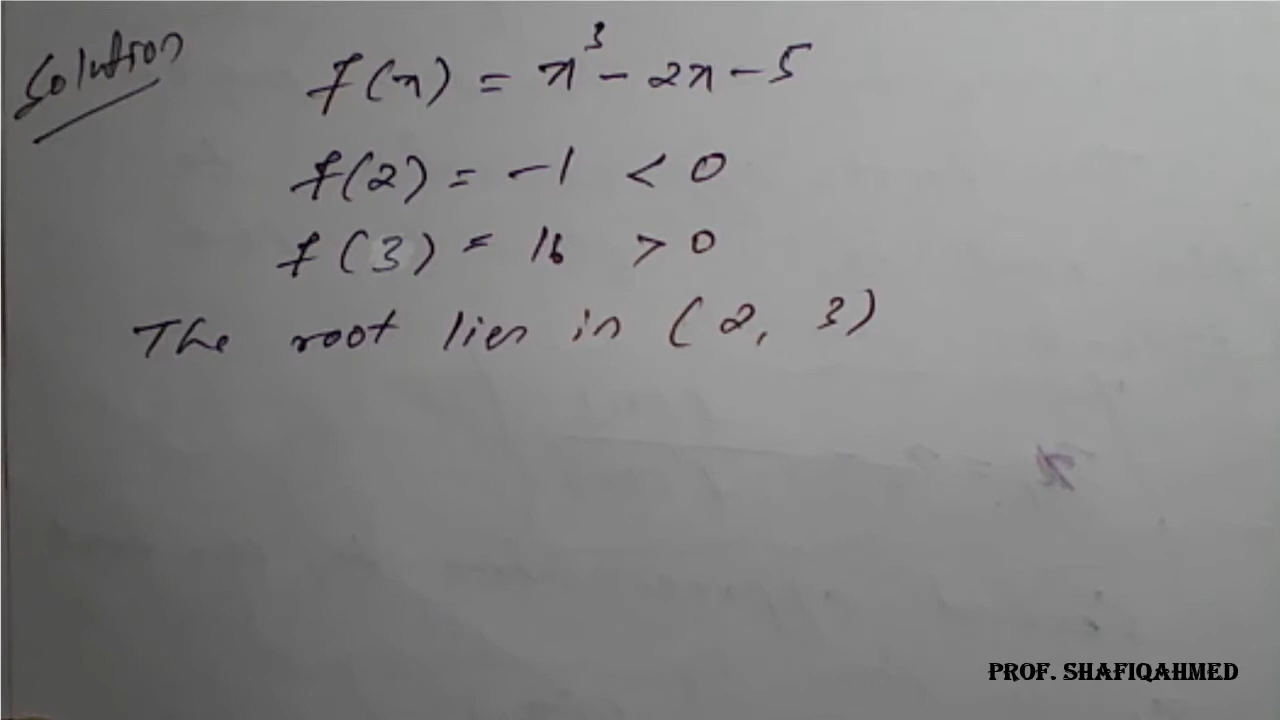 Solution
f(x) = x³ - 2x - 5
f(2) = -1 < 0
f(3) = 16 > 0
The root lies in (2, 3)
PROF. SHAFIQAHMED